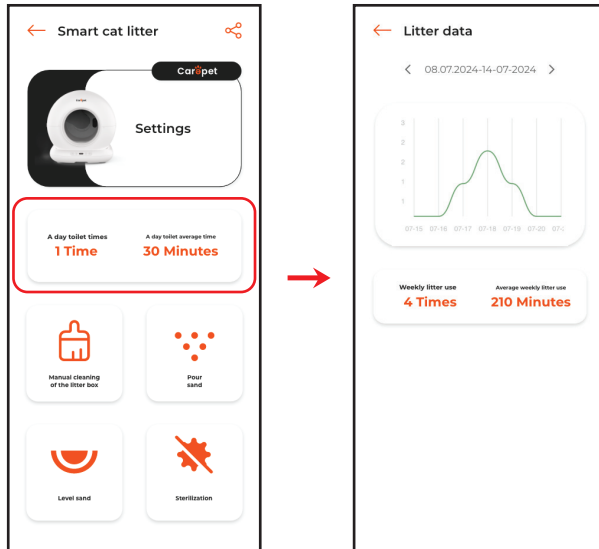 Smart cat litter
Carepet
Settings
A day toilet times
1 Time
A day toilet average time
30 Minutes
Manual cleaning
of the litter box
Pour
sand
Level sand
Sterilization
Litter data
08.07.2024-14-07-2024
3
2
2
1
1
07-15 07-16 07-17 07-18 07-19 07-20 07-2
Weekly litter use
4 Times
Average weekly litter use
210 Minutes